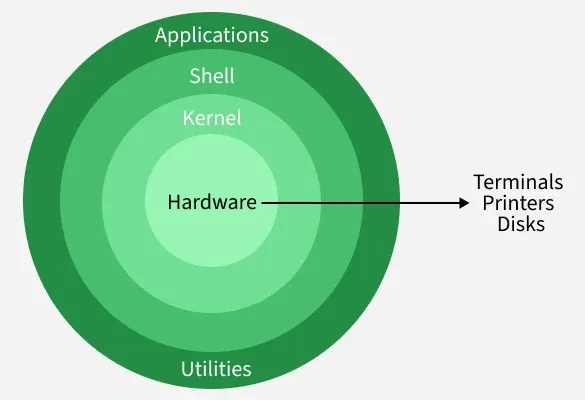 Applications
Shell
Kernel
Hardware
Terminals
Printers
Disks
Utilities